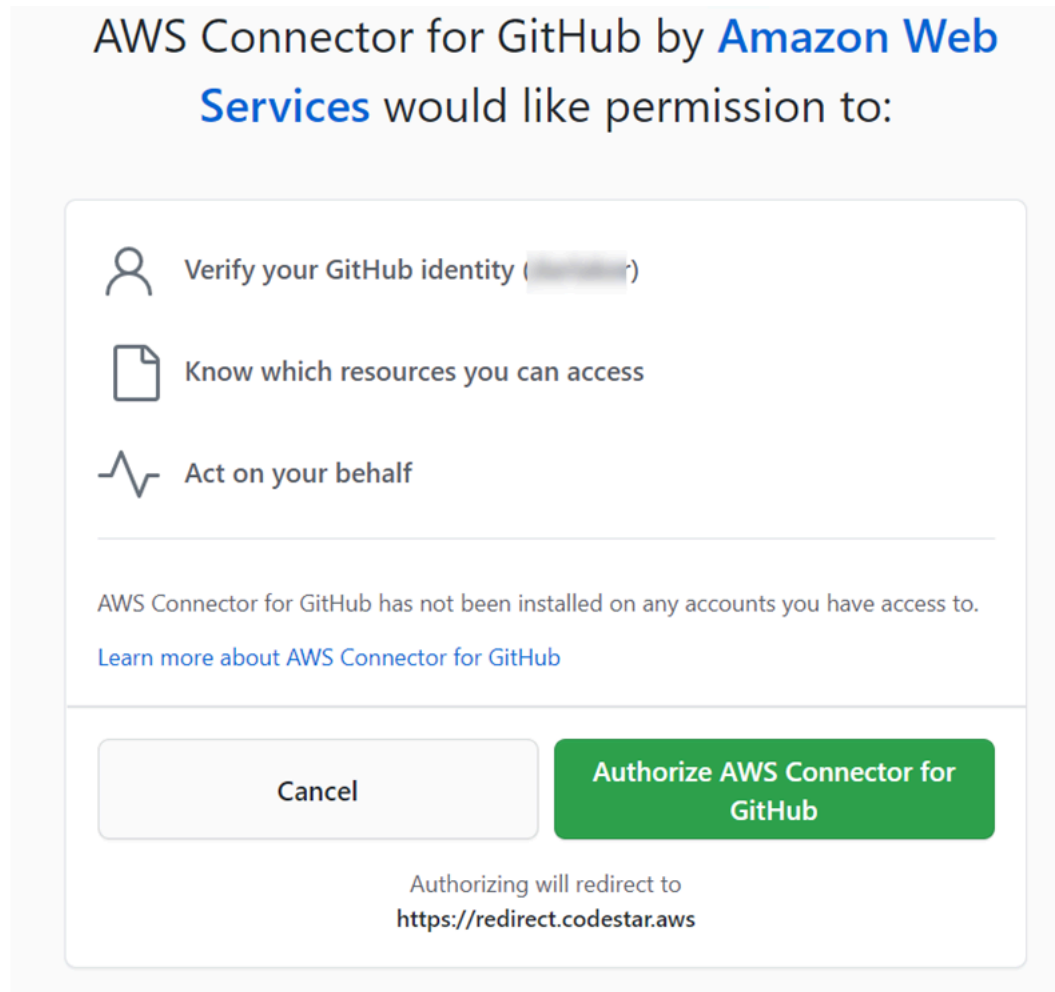 AWS Connector for GitHub by Amazon Web
Services would like permission to:
Verify your GitHub identity ( r)
Know which resources you can access
Act on your behalf
AWS Connector for GitHub has not been installed on any accounts you have access to.
Learn more about AWS Connector for GitHub
Cancel
Authorize AWS Connector for
GitHub
Authorizing will redirect to
https://redirect.codestar.aws